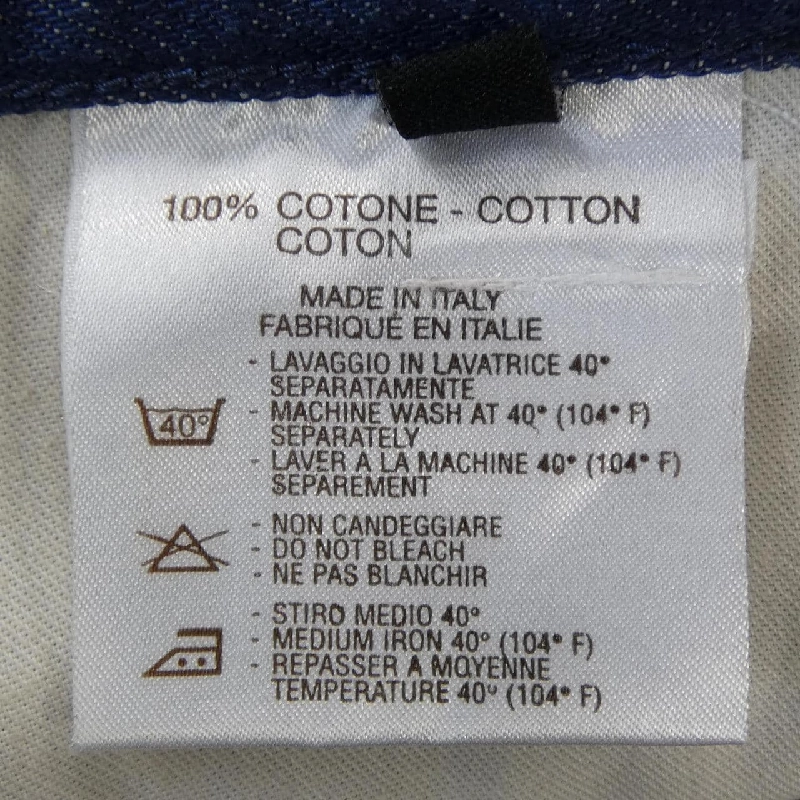 100% COTONE - COTTON
COTON
MADE IN ITALY
FABRIQUE EN ITALIE
- LAVAGGIO IN LAVATRICE 40°
SEPARATAMENTE
40°
- MACHINE WASH AT 40° (104° F)
SEPARATELY
- LAVER A LA MACHINE 40° (104° F)
SEPAREMENT
- NON CANDEGGIARE
- DO NOT BLEACH
- NE PAS BLANCHIR
- STIRO MEDIO 40°
- MEDIUM IRON 40° (104° F)
- REPASSER A MOYENNE
TEMPERATURE 40° (104° F)